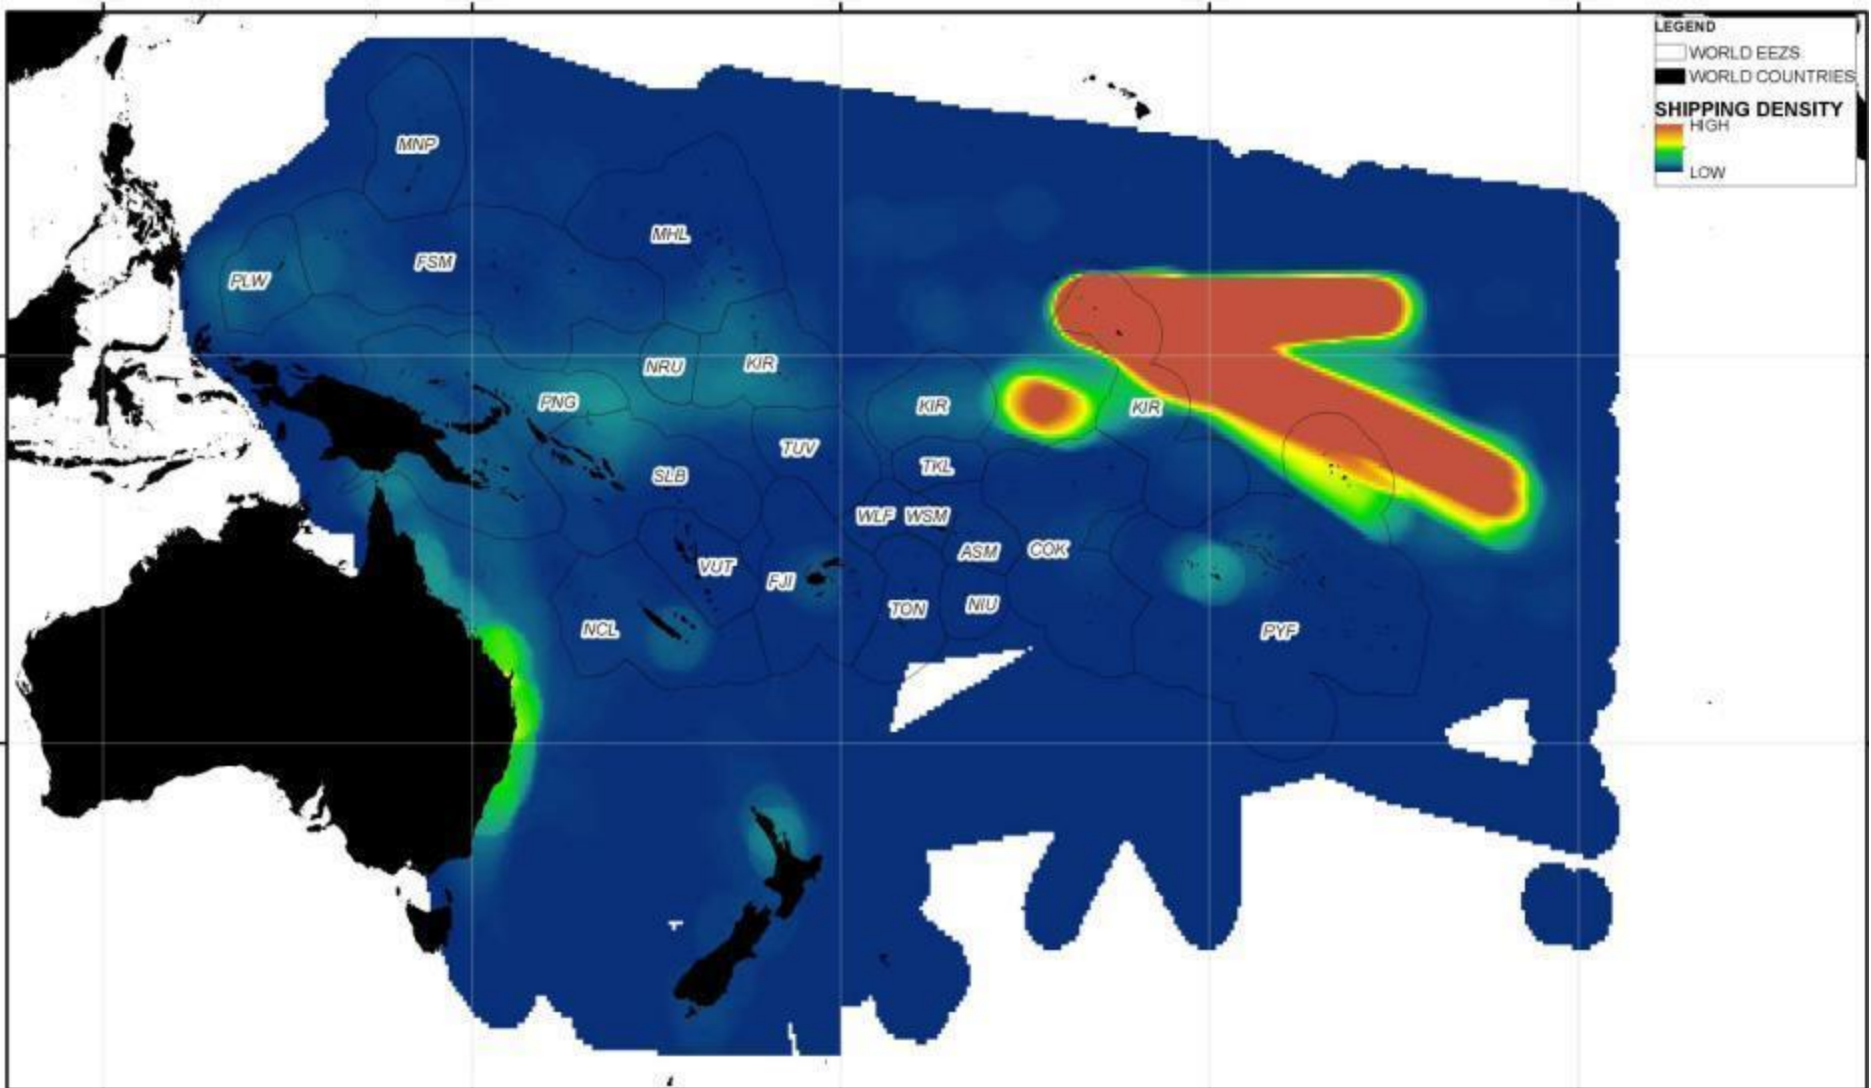 LEGEND
WORLD EEZS
WORLD COUNTRIES
SHIPPING DENSITY
HIGH
LOW
MNP
MHL
FSM
PLW
NRU
KIR
PNG
KIR
KIR
TUV
TKL
SLB
WLF
WSM
ASM
COK
VUT
FJI
NIU
TON
NCL
PYF